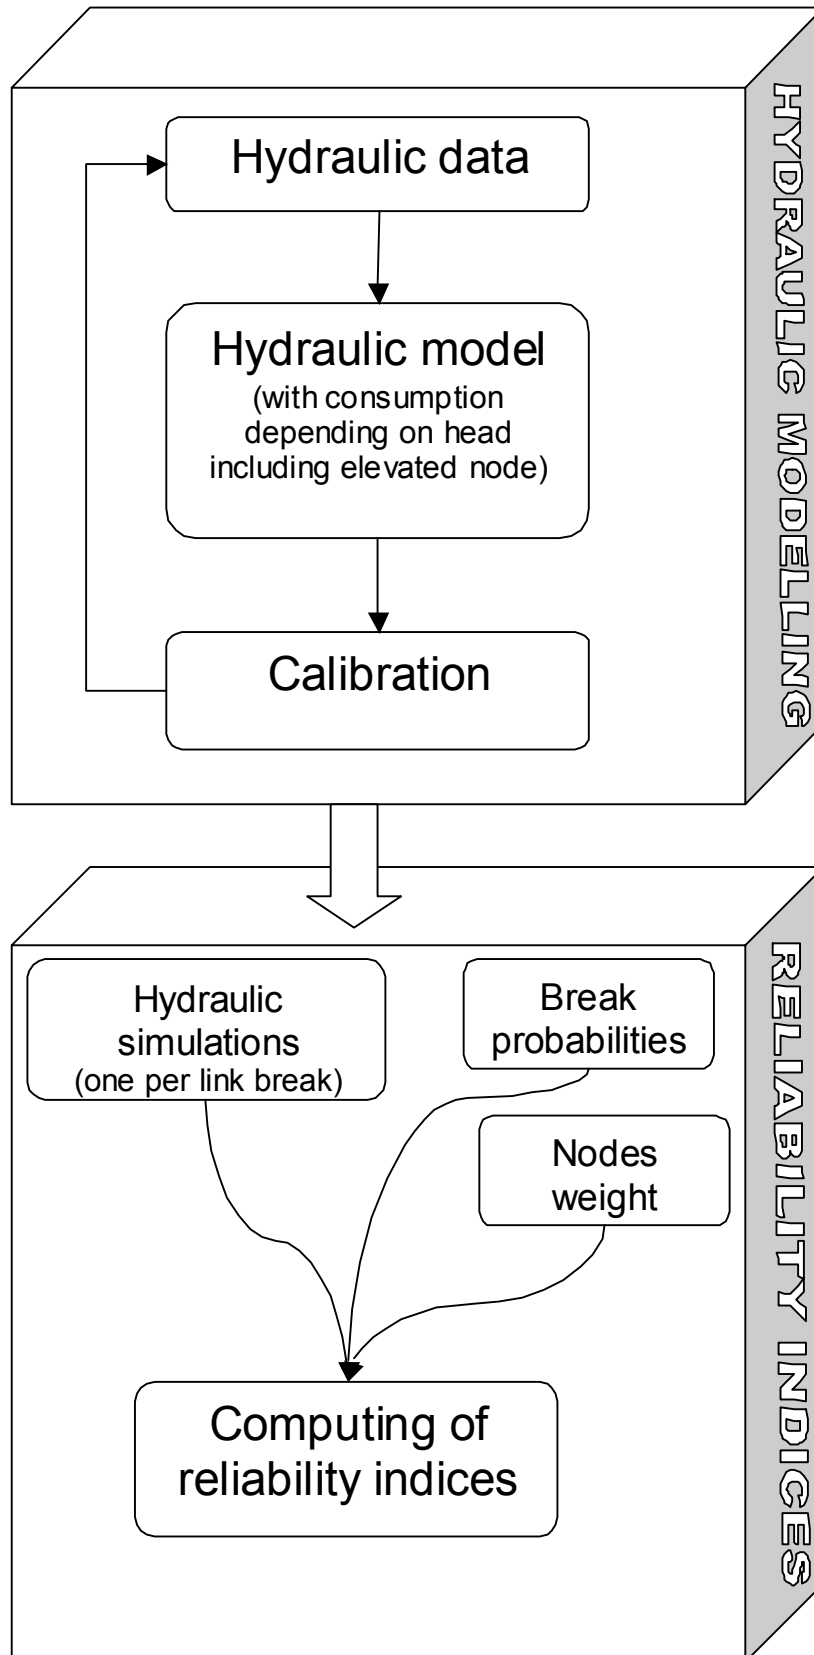 Hydraulic data
Hydraulic model
(with consumption
depending on head
including elevated node)
Calibration
HYDRAULIC MODELLING
Hydraulic
simulations
(one per link break)
Break
probabilities
Nodes
weight
Computing of
reliability indices
RELIABILITY INDICES